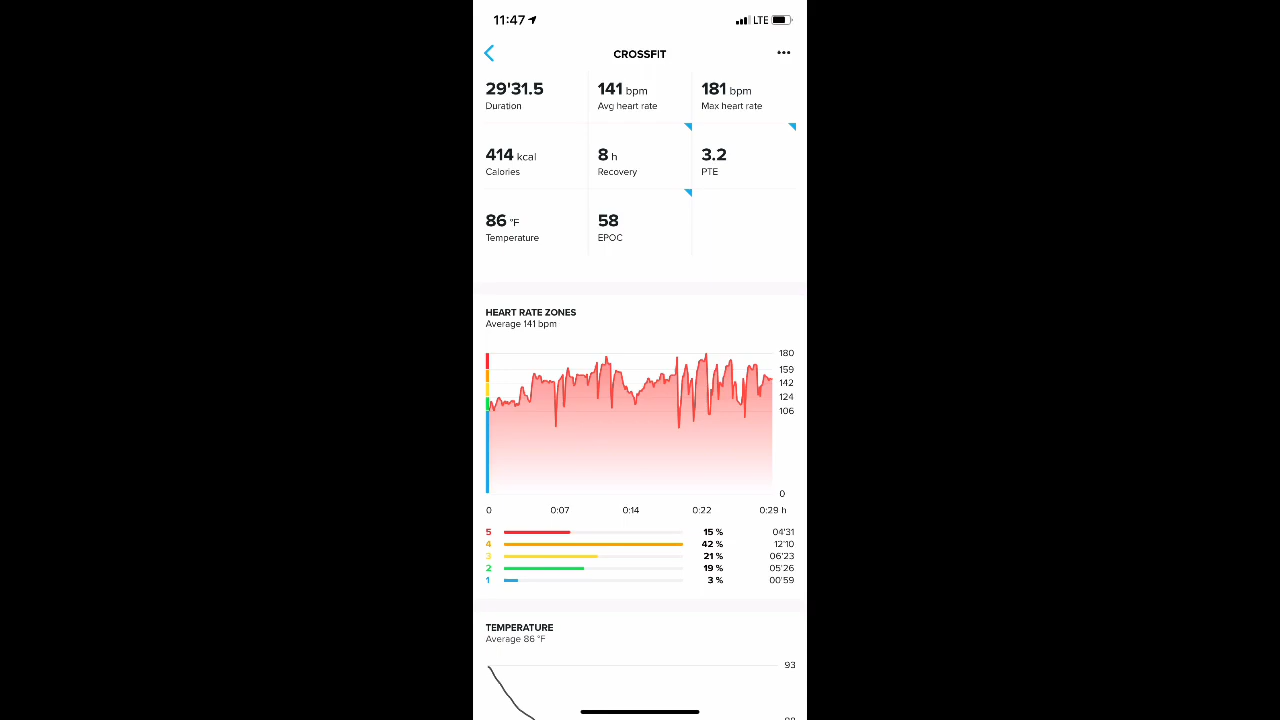 11:47 LTE
CROSSFIT
29'31.5 141 bpm 181 bpm
Duration Avg heart rate Max heart rate
414 kcal 8 h 3.2
Calories Recovery PTE
86 °F 58
Temperature EPOC
HEART RATE ZONES
Average 141 bpm
180
159
142
124
106
0
0 0:07 0:14 0:22 0:29 h
5 15 % 04'31
4 42 % 12'10
3 21 % 06'23
2 19 % 05'26
1 3 % 00'59
TEMPERATURE
Average 86 °F
93